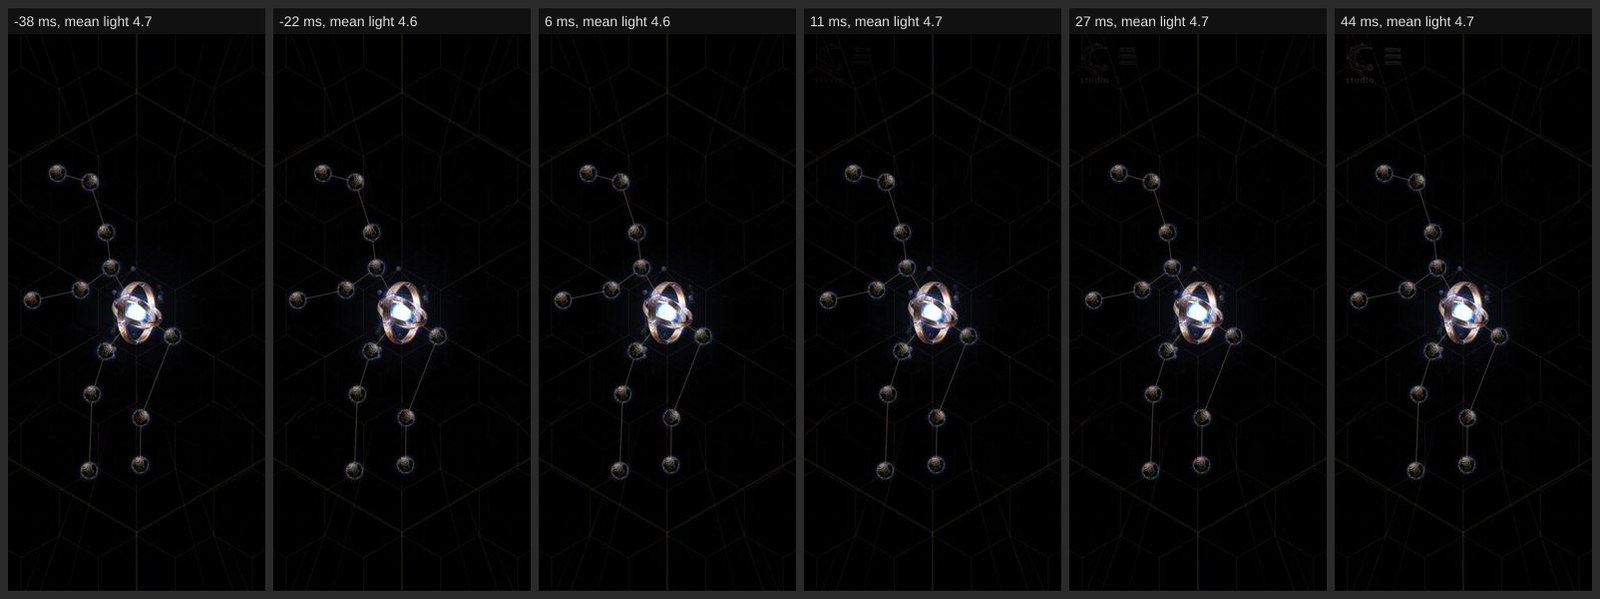 -38 ms, mean light 4.7
-22 ms, mean light 4.6
6 ms, mean light 4.6
11 ms, mean light 4.7
27 ms, mean light 4.7
44 ms, mean light 4.7
studio
studio